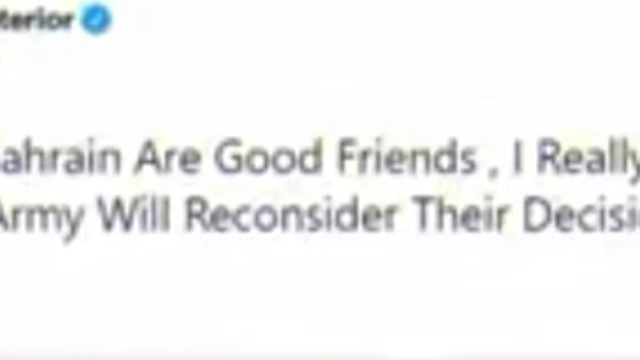 terior
ahrain Are Good Friends , I Really
Army Will Reconsider Their Decisi